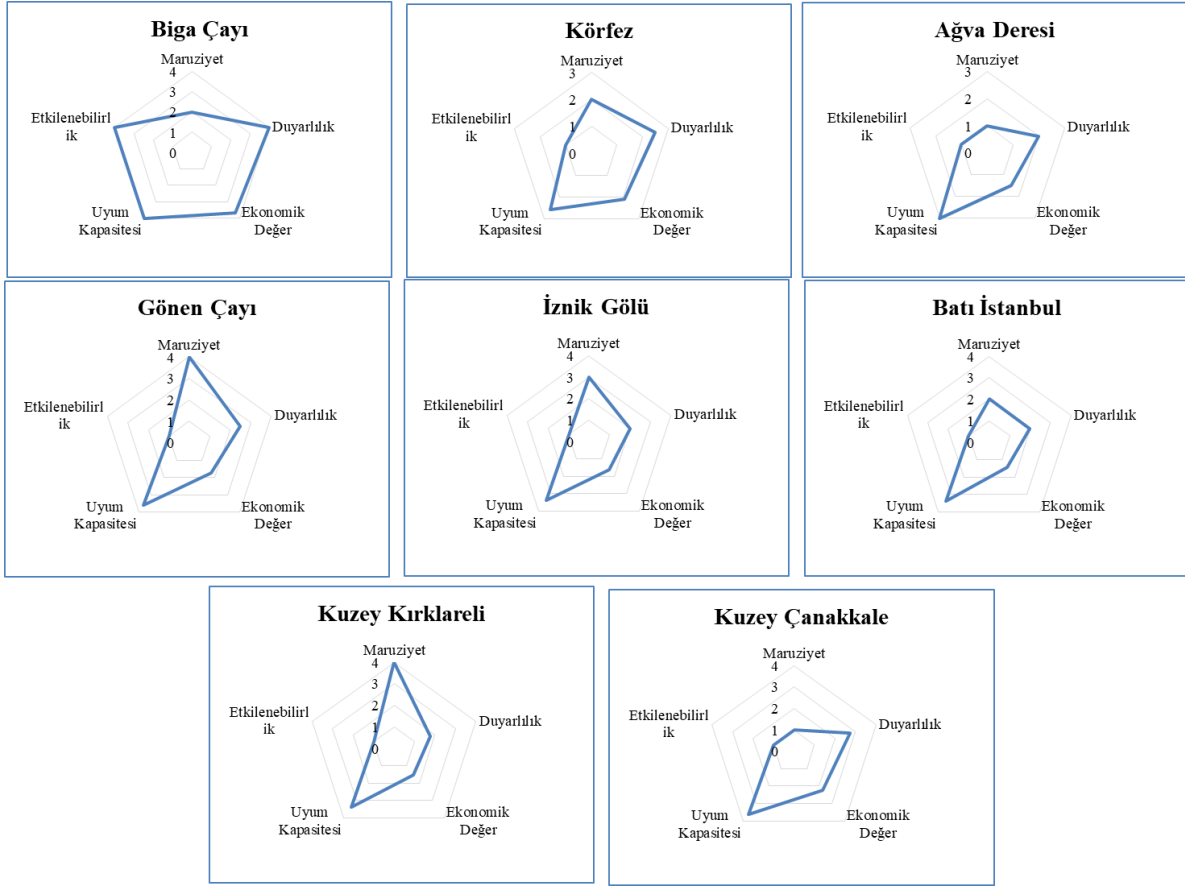 Biga Çayı
Maruziyet
4
3
2
1
0
Duyarlılık
Ekonomik
Değer
Uyum
Kapasitesi
Etkilenebilirl
ik
Körfez
Maruziyet
3
2
1
0
Duyarlılık
Ekonomik
Değer
Uyum
Kapasitesi
Etkilenebilirl
ik
Ağva Deresi
Maruziyet
3
2
1
0
Duyarlılık
Ekonomik
Değer
Uyum
Kapasitesi
Etkilenebilirl
ik
Gönen Çayı
Maruziyet
4
3
2
1
0
Duyarlılık
Ekonomik
Değer
Uyum
Kapasitesi
Etkilenebilirl
ik
İznik Gölü
Maruziyet
4
3
2
1
0
Duyarlılık
Ekonomik
Değer
Uyum
Kapasitesi
Etkilenebilirl
ik
Batı İstanbul
Maruziyet
4
3
2
1
0
Duyarlılık
Ekonomik
Değer
Uyum
Kapasitesi
Etkilenebilirl
ik
Kuzey Kırklareli
Maruziyet
4
3
2
1
0
Duyarlılık
Ekonomik
Değer
Uyum
Kapasitesi
Etkilenebilirl
ik
Kuzey Çanakkale
Maruziyet
4
3
2
1
0
Duyarlılık
Ekonomik
Değer
Uyum
Kapasitesi
Etkilenebilirl
ik